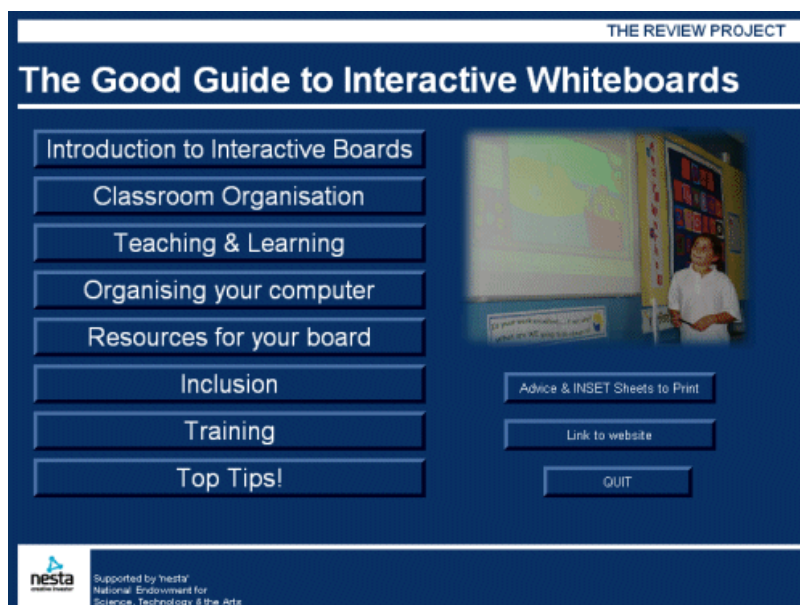 THE REVIEW PROJECT
The Good Guide to Interactive Whiteboards
Introduction to Interactive Boards
Classroom Organisation
Teaching & Learning
Organising your computer
Resources for your board
Inclusion
Training
Top Tips!
Advice & INSET Sheets to Print
Link to website
QUIT
nesta
creative investor
Supported by 'nesta'
National Endowment for
Science, Technology & the Arts